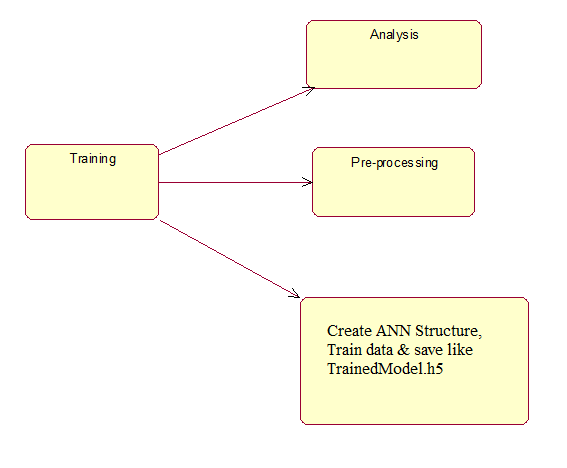 Analysis
Training
Pre-processing
Create ANN Structure,
Train data & save like
TrainedModel.h5